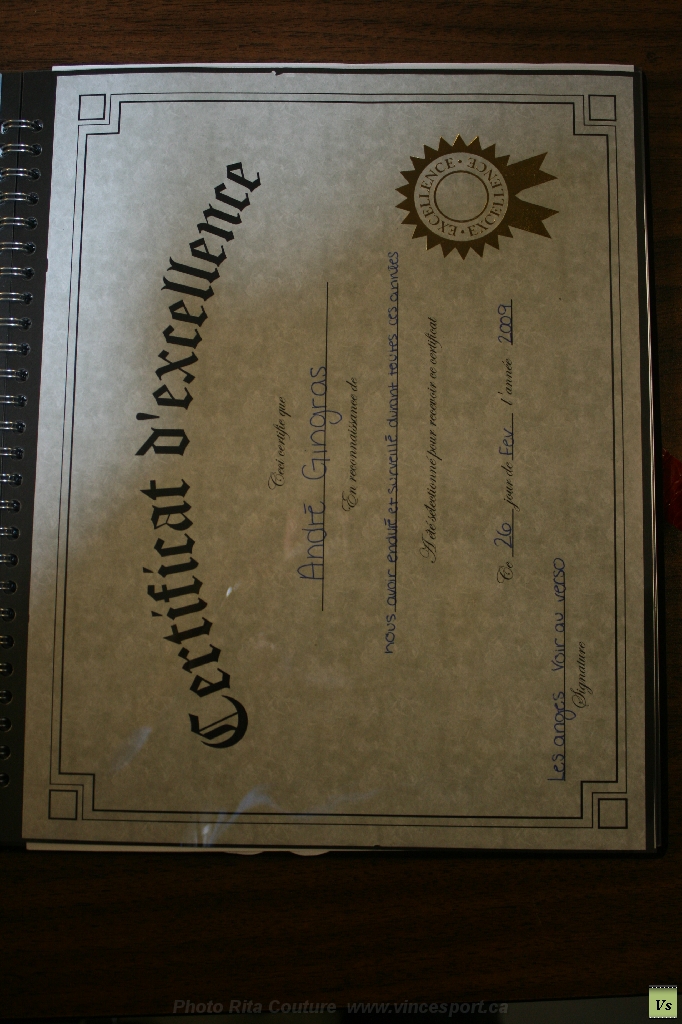 Certificat d'excellence
EXCELLENCE · EXCELLENCE ·
Ceci certifie que
André Gingras
En reconnaissance de
nous avoir enduré et surveillé durant toutes ces années
A été sélectionné pour recevoir ce certificat
Ce 26 jour de Fev l'année 2009
Les anges Voir au verso
Signature
Photo Rita Couture www.vincesport.ca
Vs